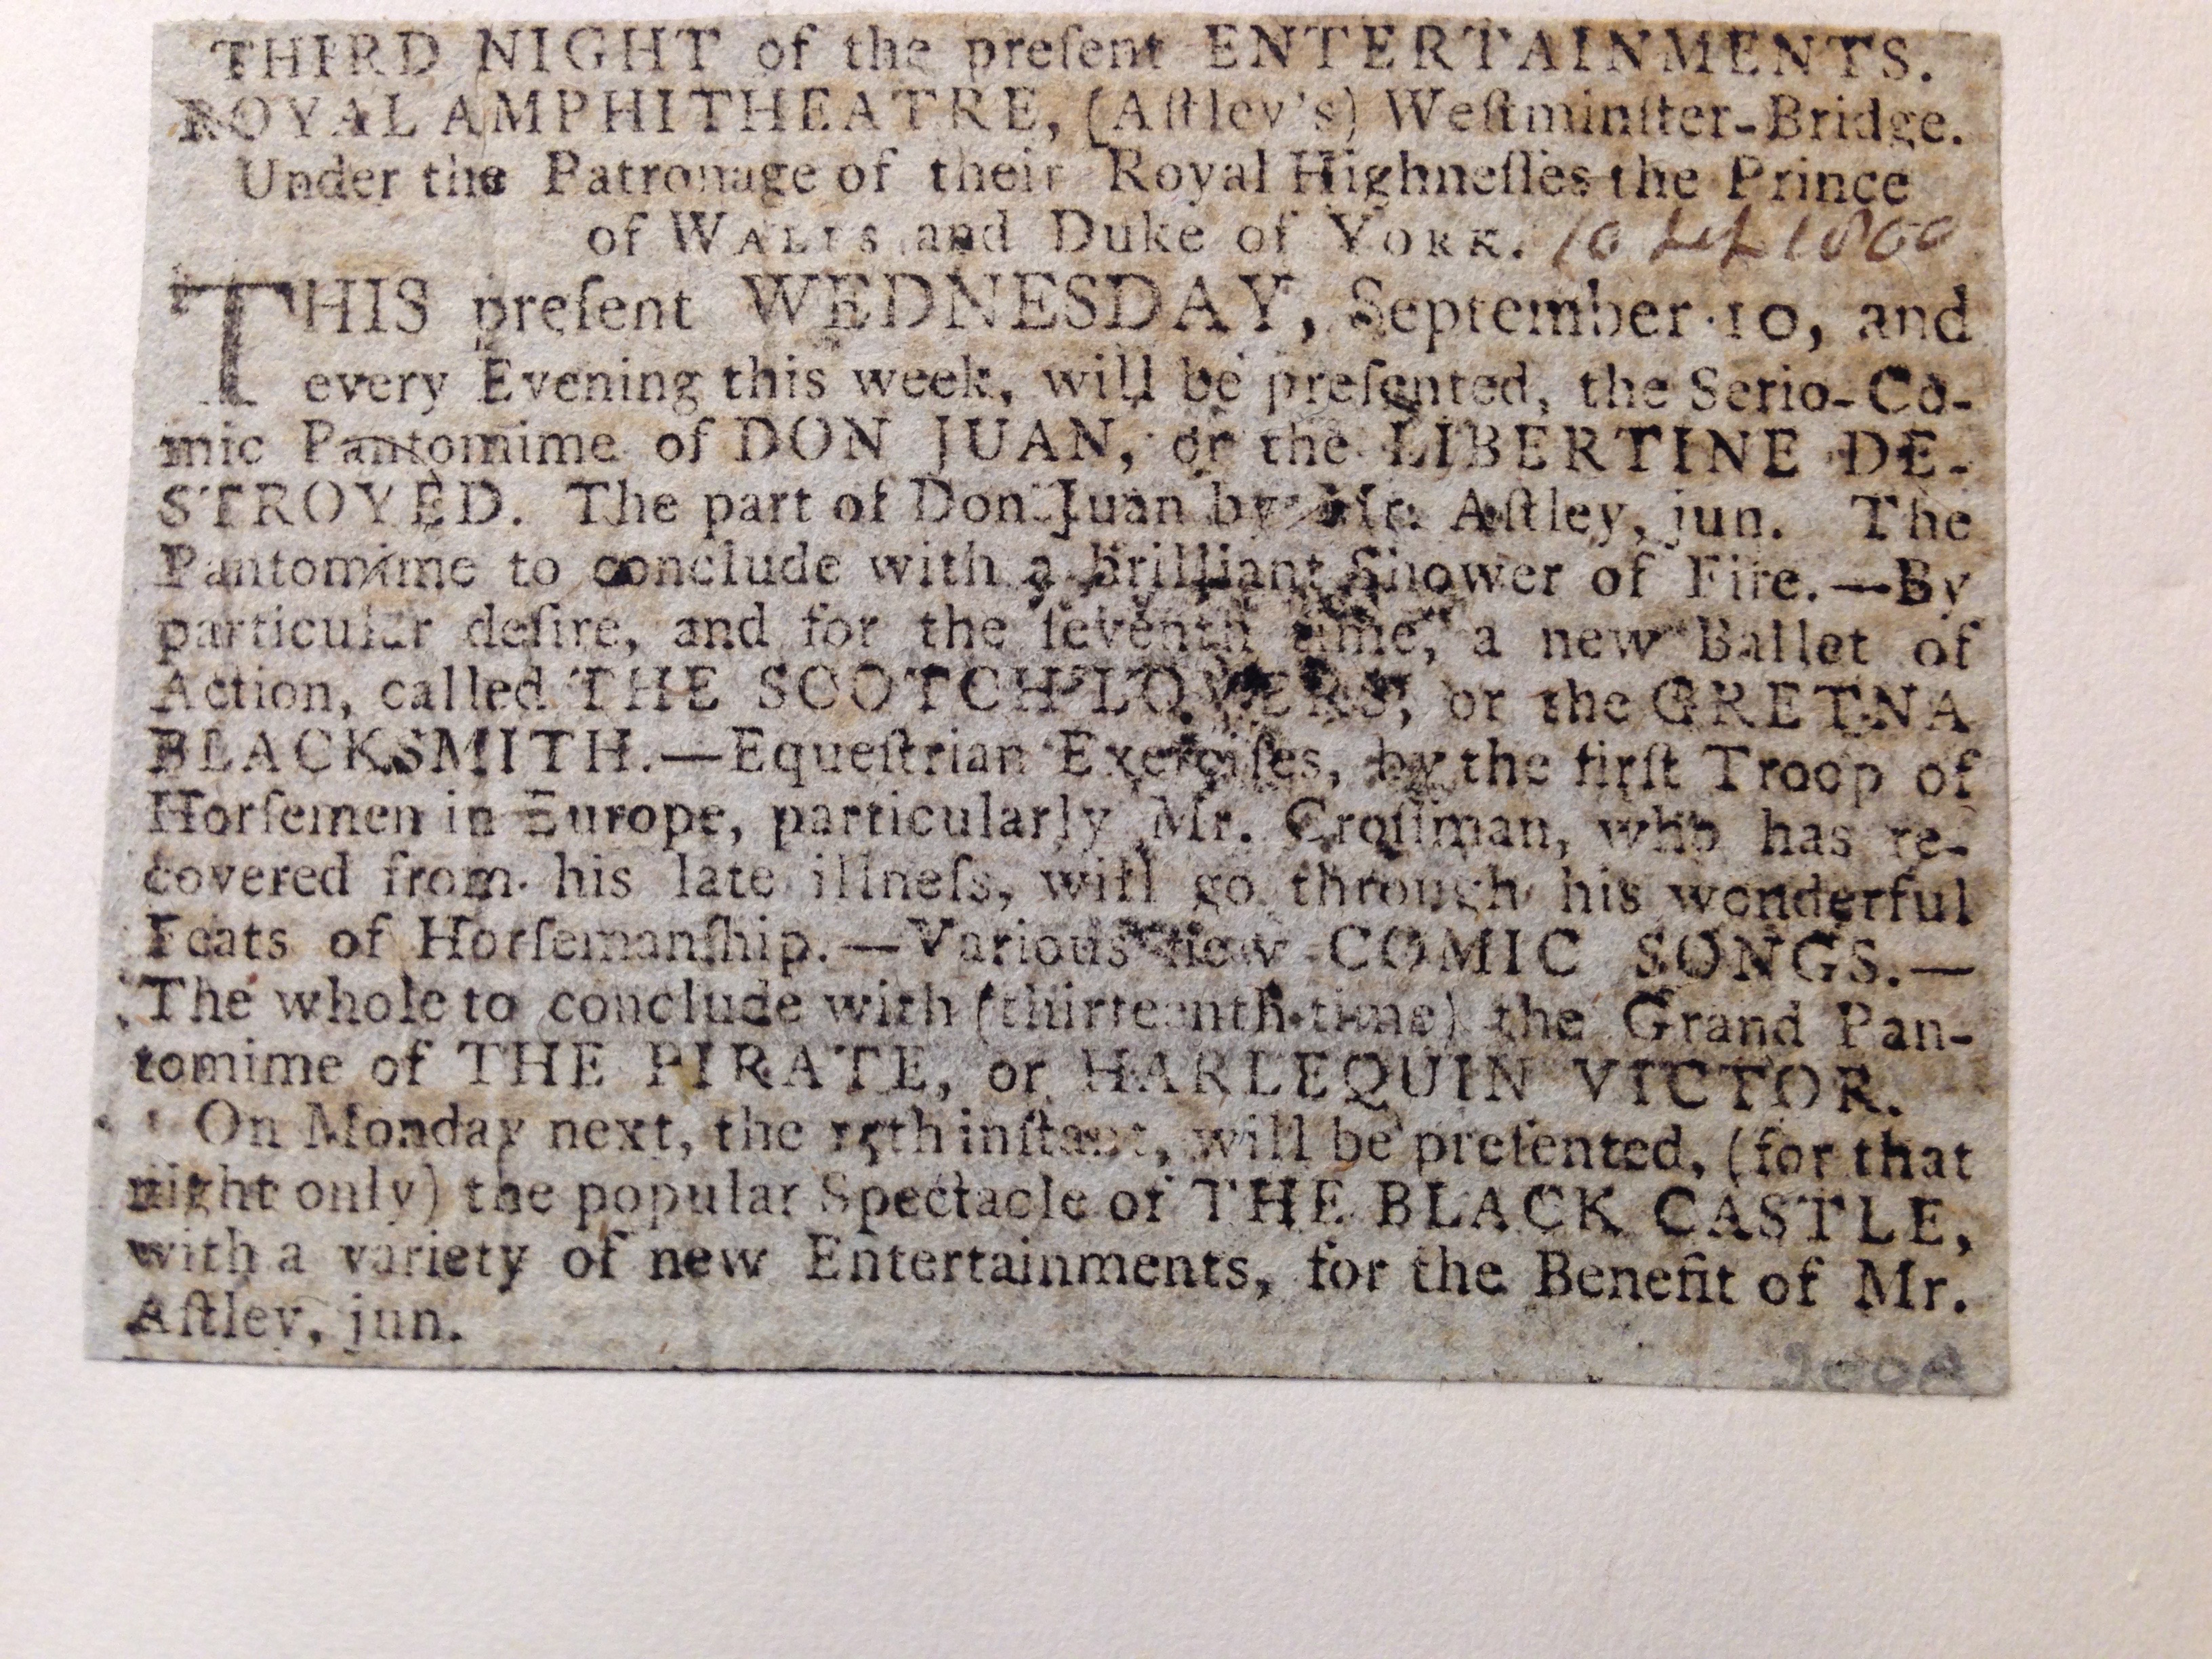 THIRD NIGHT of the preſent ENTERTAINMENTS.
ROYAL AMPHITHEATRE, (Aſtley's) Weſtminſter-Bridge.
Under the Patronage of their Royal Highneſſes the Prince
of WALES and Duke of YORK. 10 Sep 1800
THIS preſent WEDNESDAY, September 10, and
every Evening this week, will be preſented, the Serio-Co-
mic Pantomime of DON JUAN, or the LIBERTINE DE-
STROYED. The part of Don Juan by Mr. Aſtley, jun. The
Pantomime to conclude with a brilliant Shower of Fire.—By
particular deſire, and for the ſeventh time, a new Ballet of
Action, called THE SCOTCH LOVERS, or the GRETNA
BLACKSMITH.—Equeſtrian Exerciſes, by the firſt Troop of
Horſemen in Europe, particularly Mr. Croſſman, who has re-
covered from his late illneſs, will go through his wonderful
Feats of Horſemanſhip.—Various new COMIC SONGS.—
The whole to conclude with (thirteenth time) the Grand Pan-
tomime of THE PIRATE, or HARLEQUIN VICTOR.
On Monday next, the 15th inſtant, will be preſented, (for that
night only) the popular Spectacle of THE BLACK CASTLE,
with a variety of new Entertainments, for the Benefit of Mr.
Aſtley, jun.